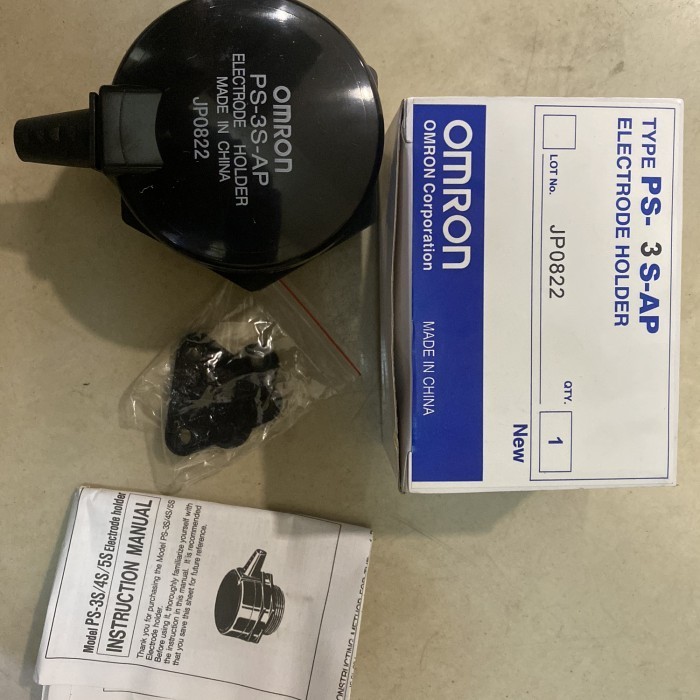 OMRON
PS-3S-AP
ELECTRODE HOLDER
MADE IN CHINA
JP0822
TYPE PS- 3 S-AP
ELECTRODE HOLDER
LOT No. JP0822
QTY. 1
New
OMRON
OMRON Corporation MADE IN CHINA
Model PS-3S/4S/5S Electrode holder
INSTRUCTION MANUAL
Thank you for purchasing the Model PS-3S/4S/5S
Electrode holder.
Before using it, thoroughly familiarize yourself with
the instruction in this manual. It is recommended
that you save this sheet for future reference.